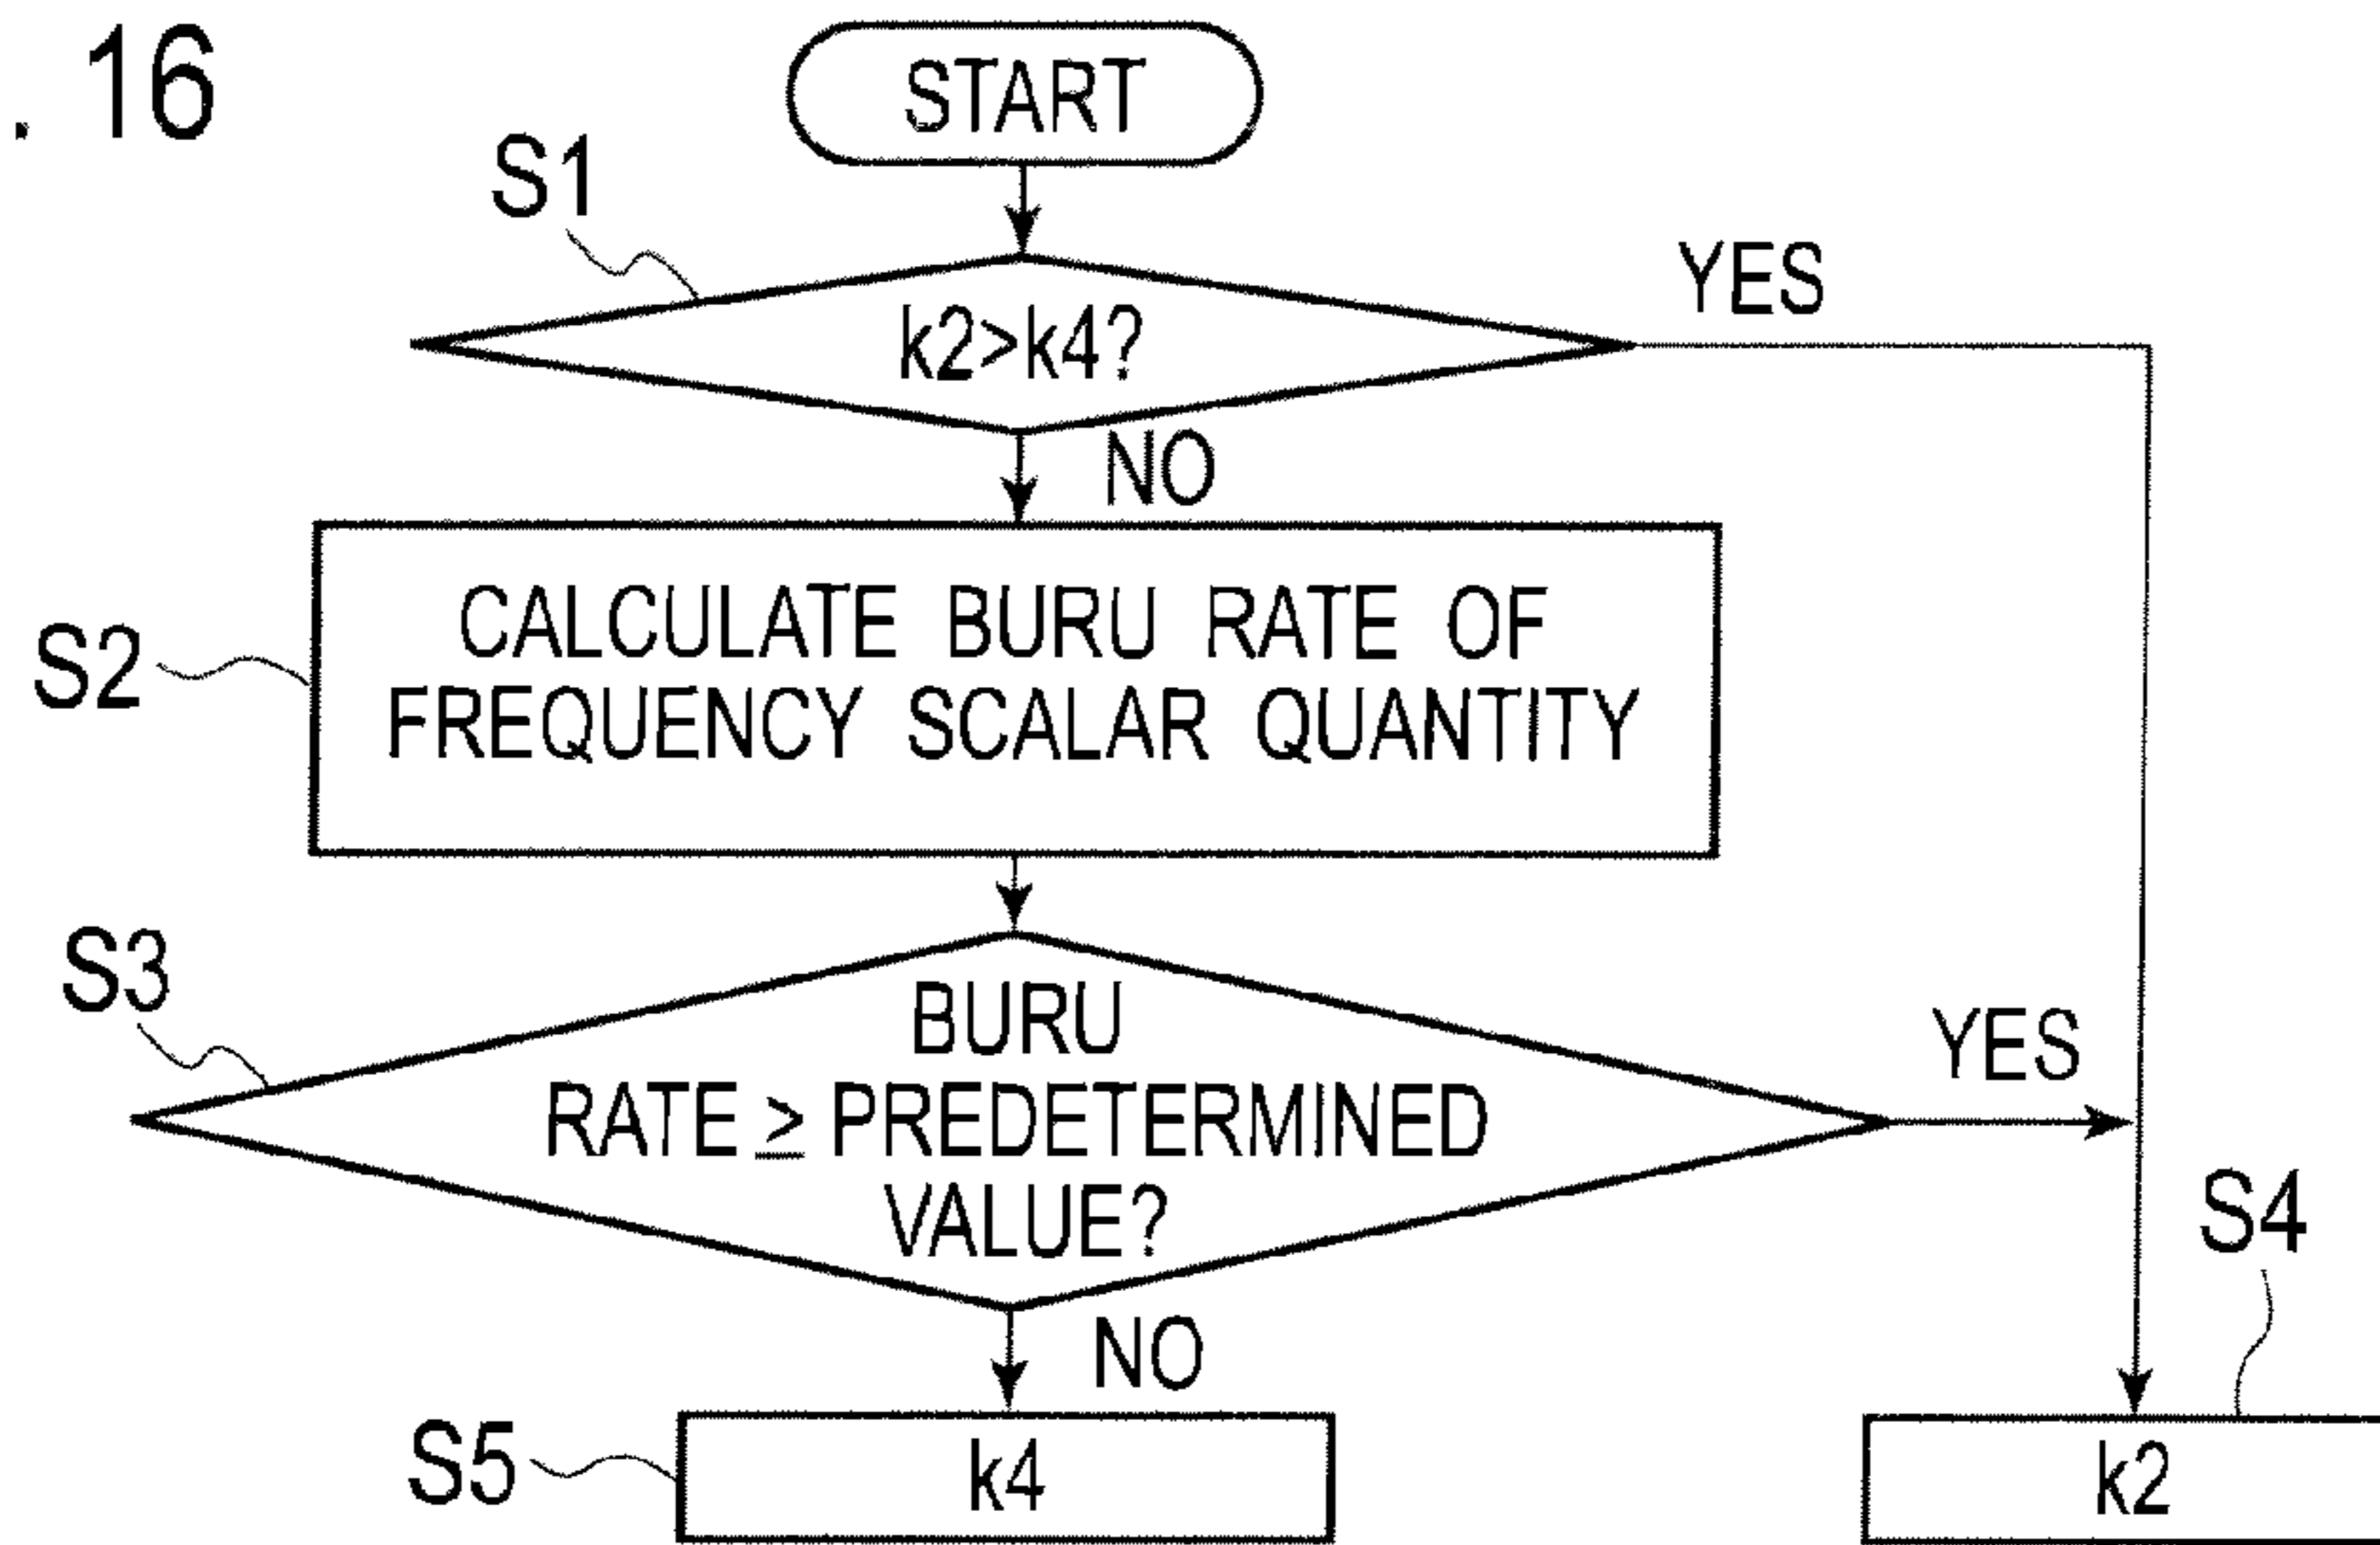 . 16
START
S1
k2>k4?
YES
NO
S2
CALCULATE BURU RATE OF
FREQUENCY SCALAR QUANTITY
S3
BURU
RATE ≥ PREDETERMINED
VALUE?
YES
NO
S4
S5
k4
k2